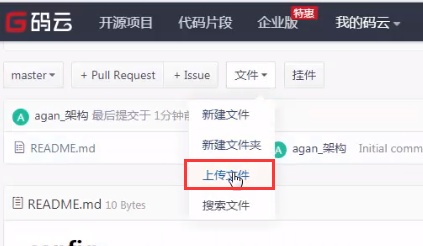 码云 开源项目 代码片段 企业版 特惠 我的码云
master + Pull Request + Issue 文件 挂件
agan_架构 最后提交于 1分钟前
新建文件
README.md 新建文件夹 agan_架构 Initial comm
上传文件
README.md 10 Bytes 搜索文件